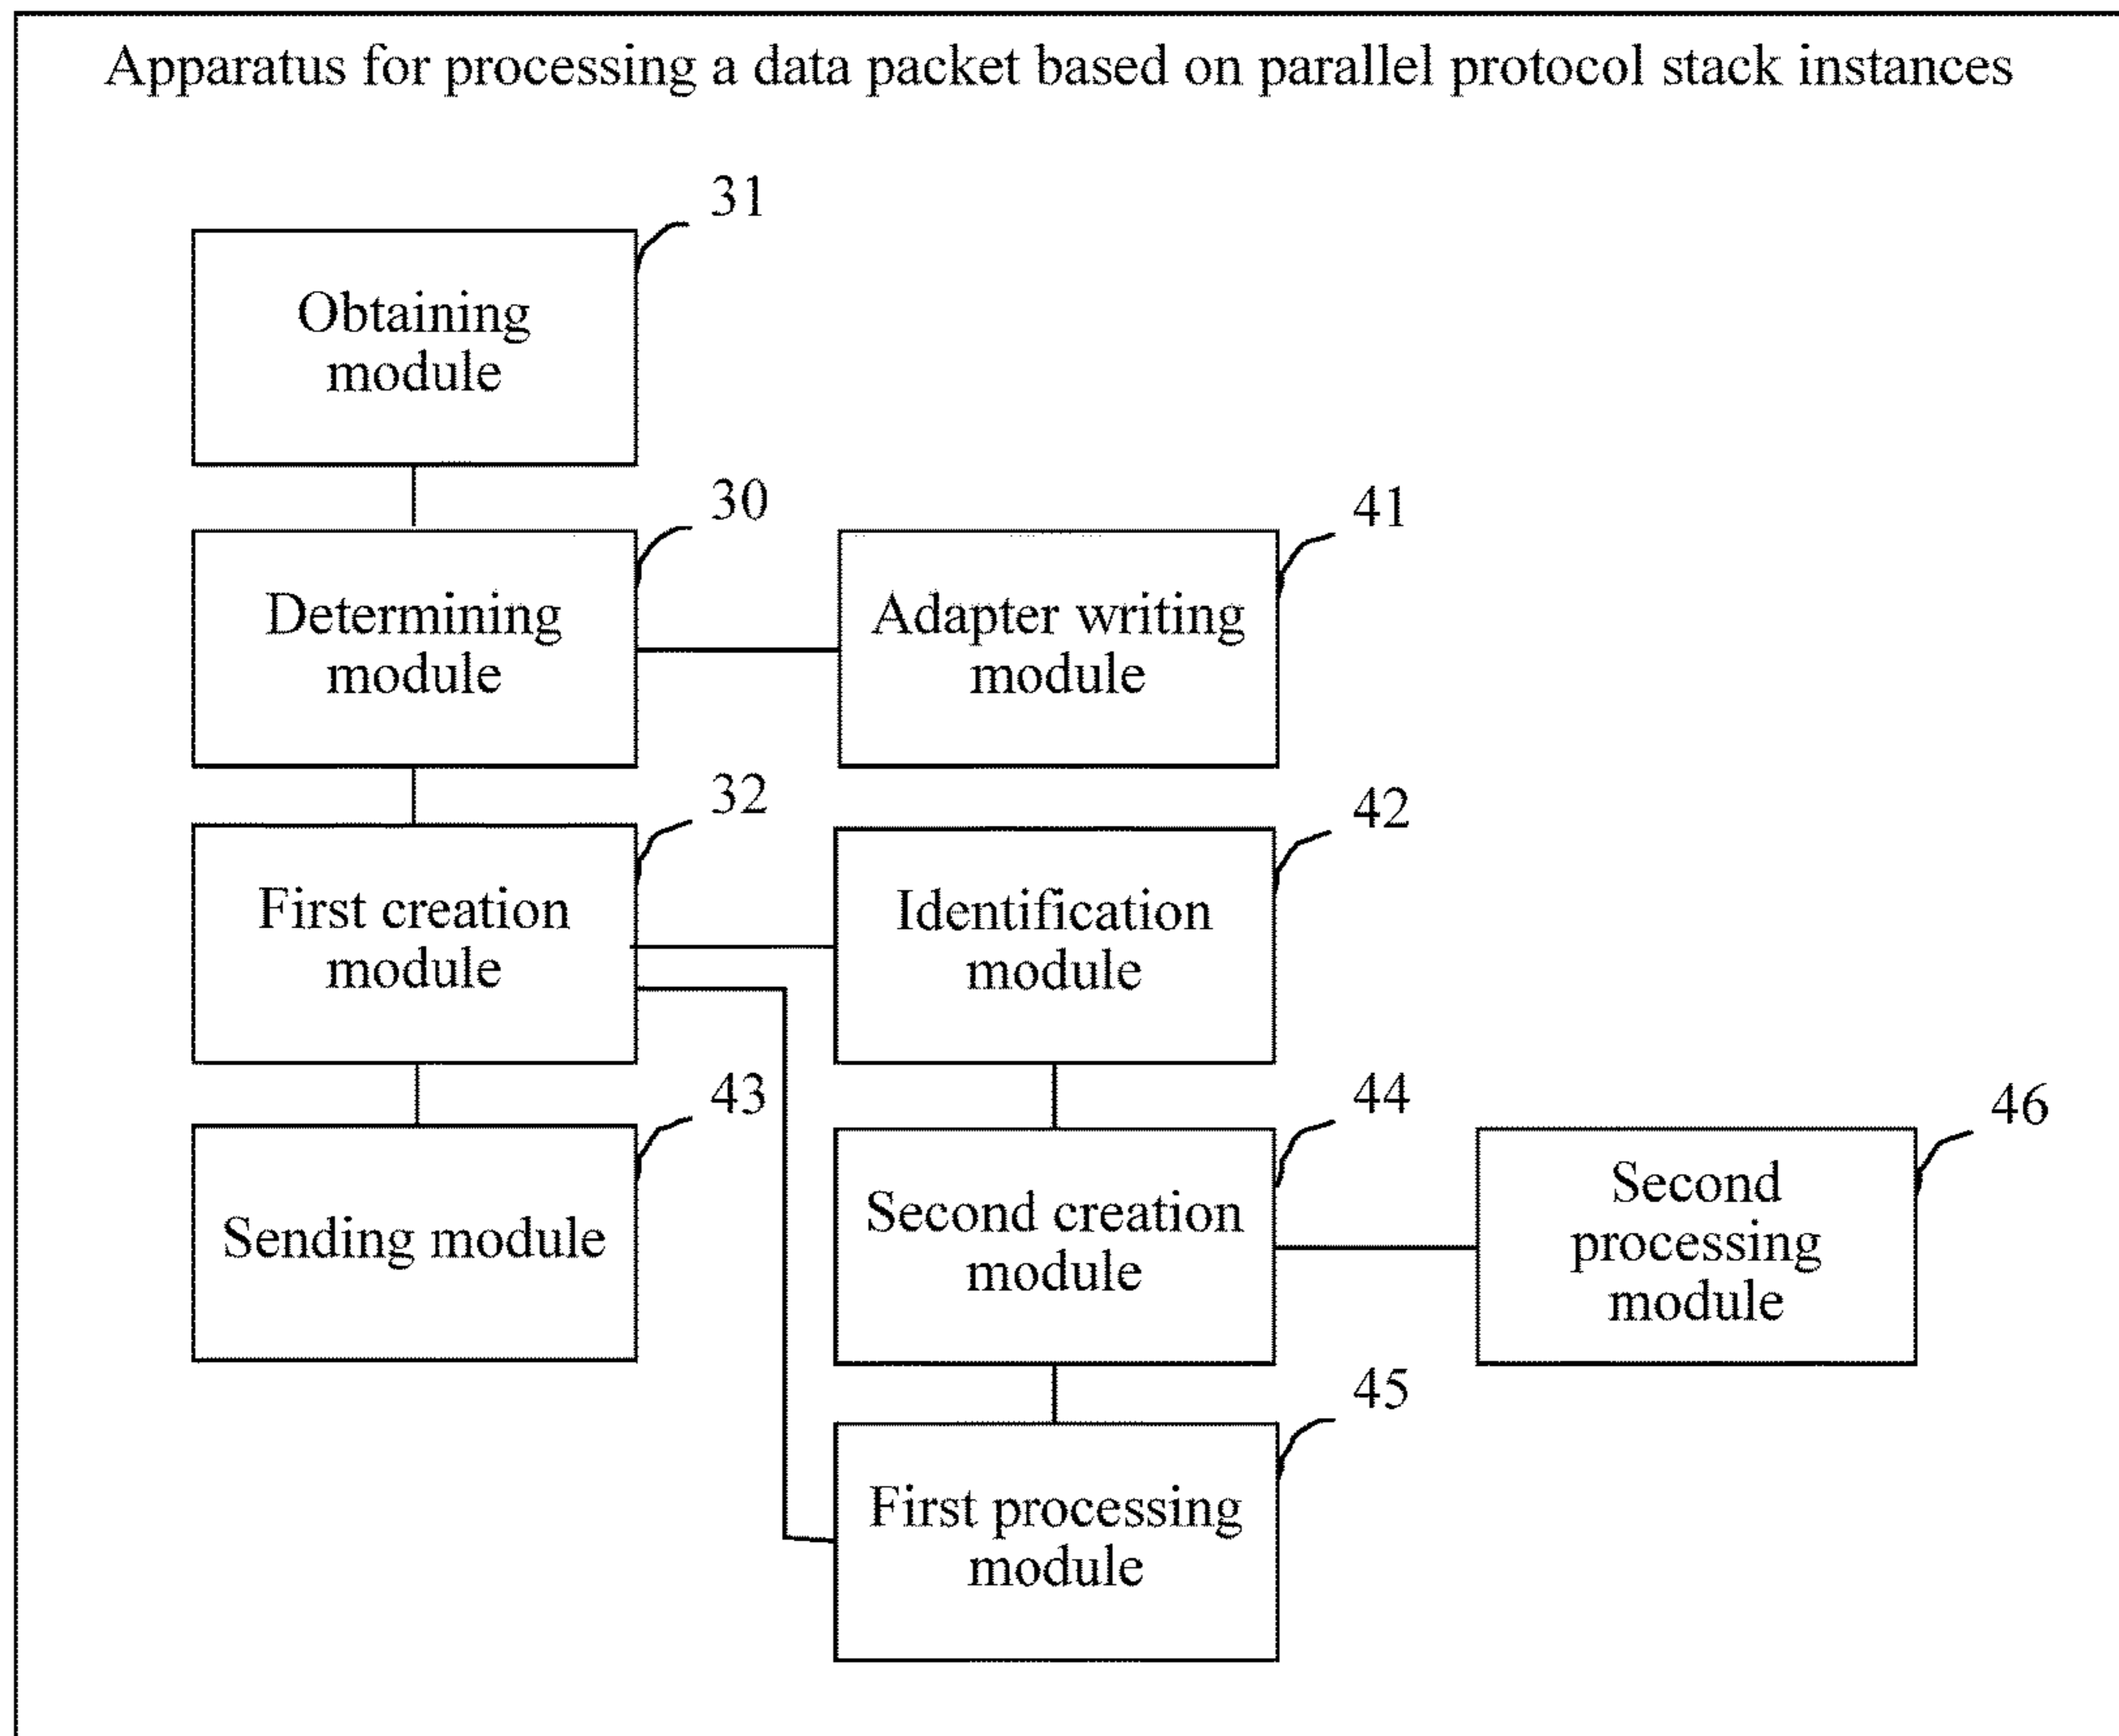 Apparatus for processing a data packet based on parallel protocol stack instances
31
Obtaining
module
30
Determining
module
41
Adapter writing
module
32
First creation
module
42
Identification
module
43
Sending module
44
Second creation
module
46
Second
processing
module
45
First processing
module